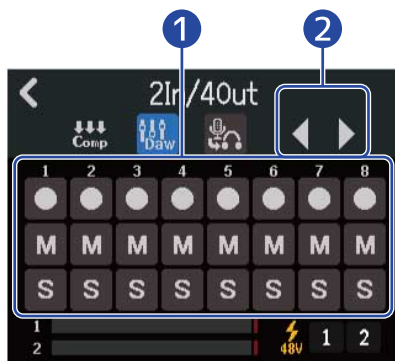 1 2
2In/4Out
Comp Daw
1 2 3 4 5 6 7 8
M M M M M M M M
S S S S S S S S
1
2
48V 1 2